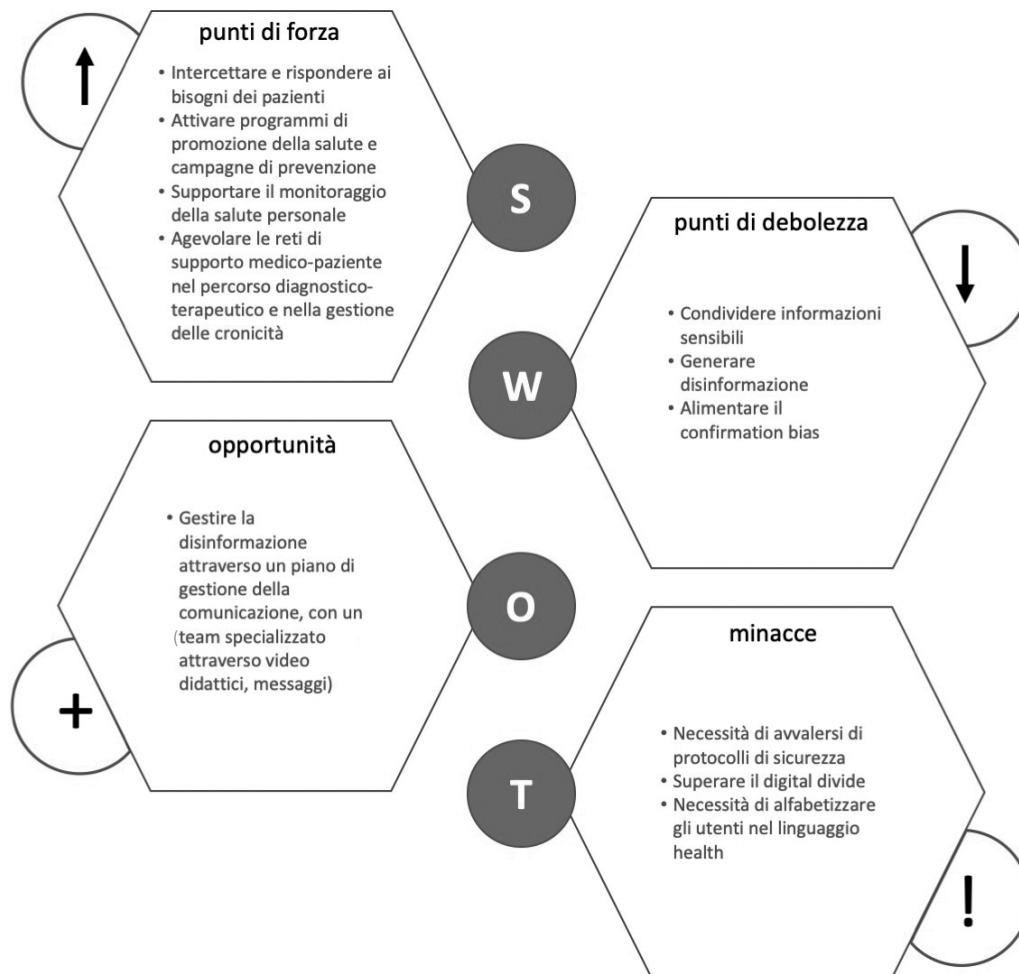 punti di forza
• Intercettare e rispondere ai
bisogni dei pazienti
• Attivare programmi di
promozione della salute e
campagne di prevenzione
• Supportare il monitoraggio
della salute personale
• Agevolare le reti di
supporto medico-paziente
nel percorso diagnostico-
terapeutico e nella gestione
delle cronicità
S
punti di debolezza
• Condividere informazioni
sensibili
• Generare
disinformazione
• Alimentare il
confirmation bias
W
opportunità
• Gestire la
disinformazione
attraverso un piano di
gestione della
comunicazione, con un
(team specializzato
attraverso video
didattici, messaggi)
+
O
minacce
• Necessità di avvalersi di
protocolli di sicurezza
• Superare il digital divide
• Necessità di alfabetizzare
gli utenti nel linguaggio
health
T
!